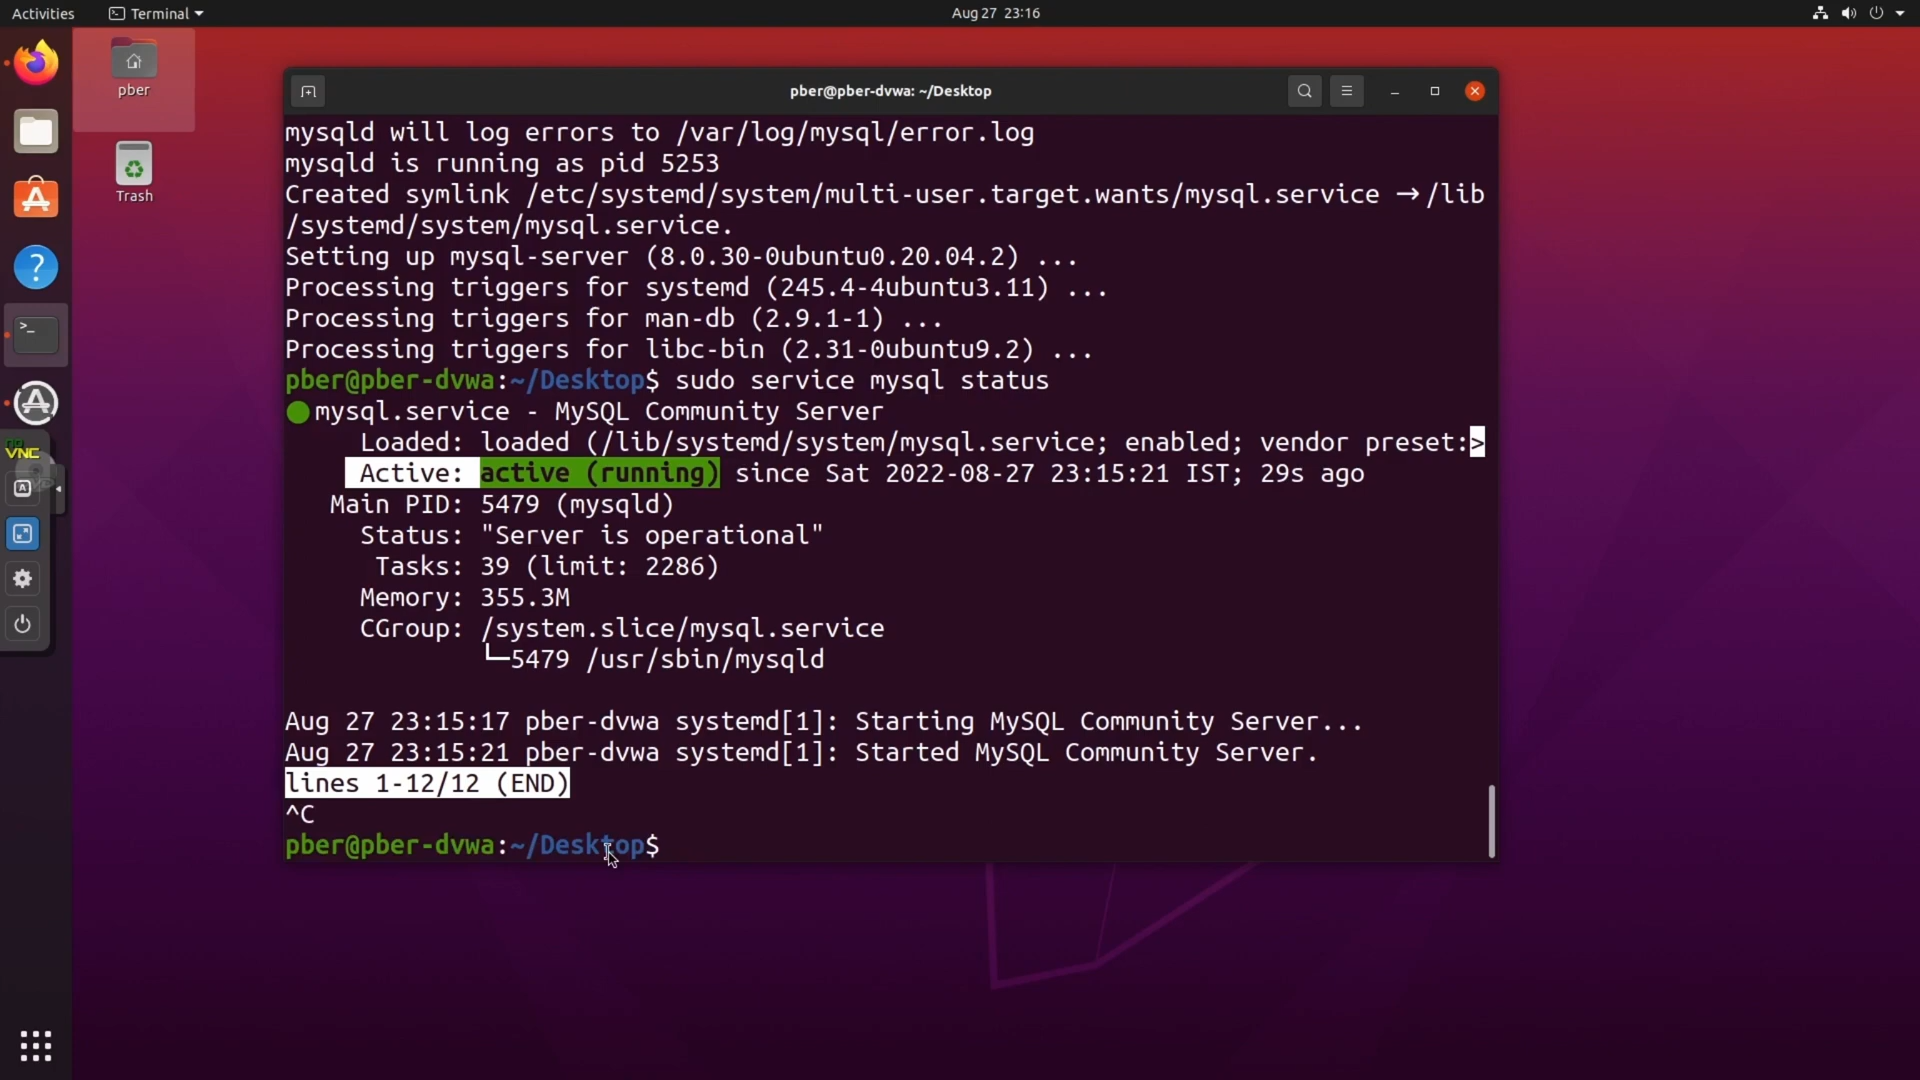 Activities
Terminal
Aug 27 23:16
pber
Trash
pber@pber-dvwa: ~/Desktop
mysqld will log errors to /var/log/mysql/error.log
mysqld is running as pid 5253
Created symlink /etc/systemd/system/multi-user.target.wants/mysql.service → /lib
/systemd/system/mysql.service.
Setting up mysql-server (8.0.30-0ubuntu0.20.04.2) ...
Processing triggers for systemd (245.4-4ubuntu3.11) ...
Processing triggers for man-db (2.9.1-1) ...
Processing triggers for libc-bin (2.31-0ubuntu9.2) ...
pber@pber-dvwa:~/Desktop$ sudo service mysql status
● mysql.service - MySQL Community Server
Loaded: loaded (/lib/systemd/system/mysql.service; enabled; vendor preset:>
Active: active (running) since Sat 2022-08-27 23:15:21 IST; 29s ago
Main PID: 5479 (mysqld)
Status: "Server is operational"
Tasks: 39 (limit: 2286)
Memory: 355.3M
CGroup: /system.slice/mysql.service
└─5479 /usr/sbin/mysqld
Aug 27 23:15:17 pber-dvwa systemd[1]: Starting MySQL Community Server...
Aug 27 23:15:21 pber-dvwa systemd[1]: Started MySQL Community Server.
lines 1-12/12 (END)
^C
pber@pber-dvwa:~/Desktop$
no
VNC